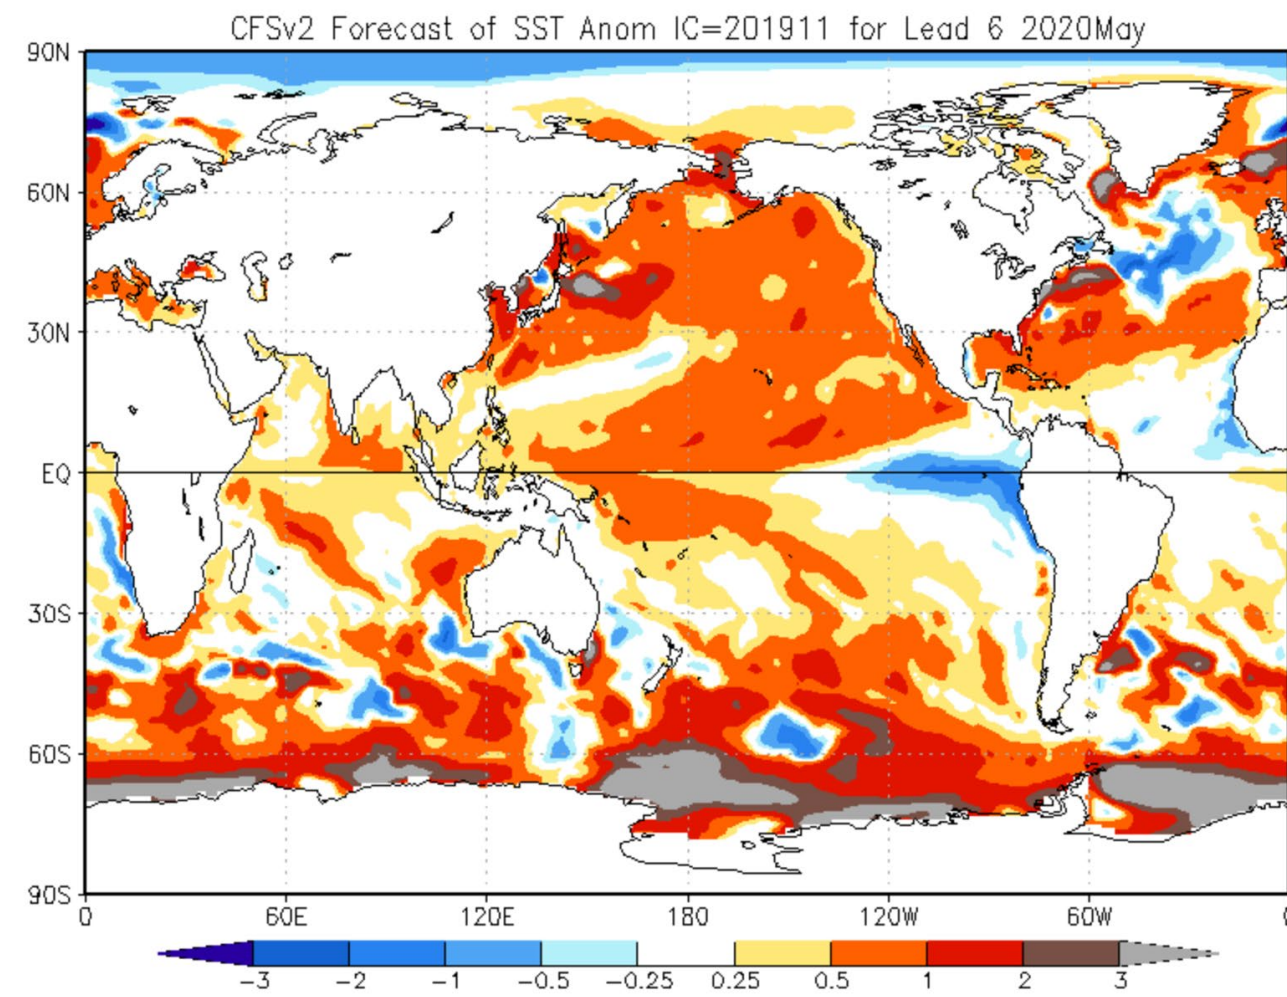 CFSv2 Forecast of SST Anom IC=201911 for Lead 6 2020May
90N
60N
30N
EQ
30S
60S
90S
0 60E 120E 180 120W 60W 0
-3 -2 -1 -0.5 -0.25 0.25 0.5 1 2 3